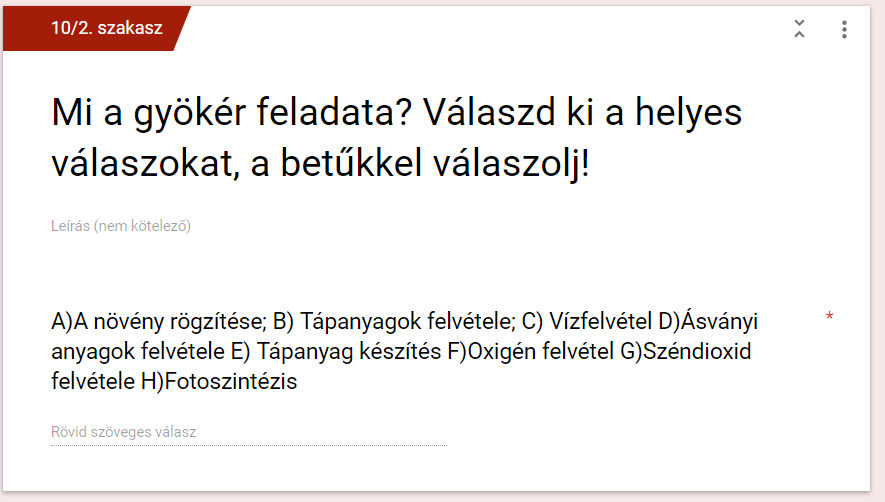 10/2. szakasz
Mi a gyökér feladata? Válaszd ki a helyes
válaszokat, a betűkkel válaszolj!
Leírás (nem kötelező)
A)A növény rögzítése; B) Tápanyagok felvétele; C) Vízfelvétel D)Ásványi
anyagok felvétele E) Tápanyag készítés F)Oxigén felvétel G)Széndioxid
felvétele H)Fotoszintézis
*
Rövid szöveges válasz